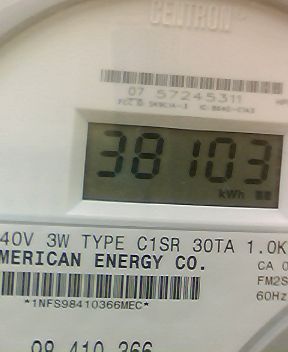 CENTRON
07 57245311
38103
kWh
40V 3W TYPE C1SR 30TA 1.0K
MERICAN ENERGY CO.
CA 0
FM2S
*1NFS98410366MEC*
60Hz
98 410 366